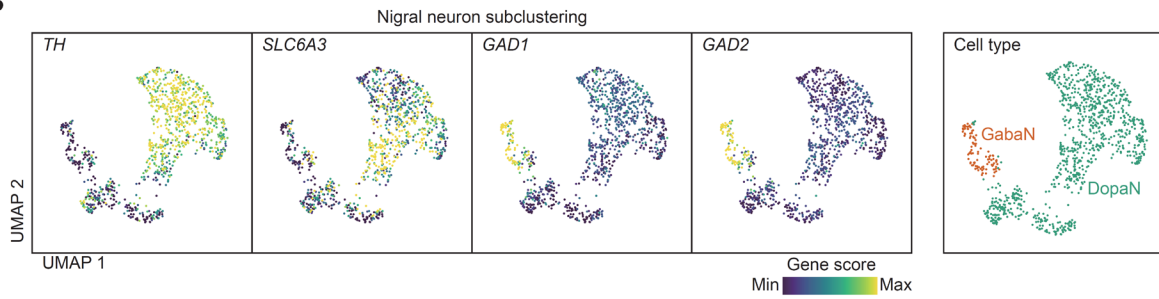 Nigral neuron subclustering
TH
SLC6A3
GAD1
GAD2
Cell type
GabaN
DopaN
UMAP 2
UMAP 1
Gene score
Min Max